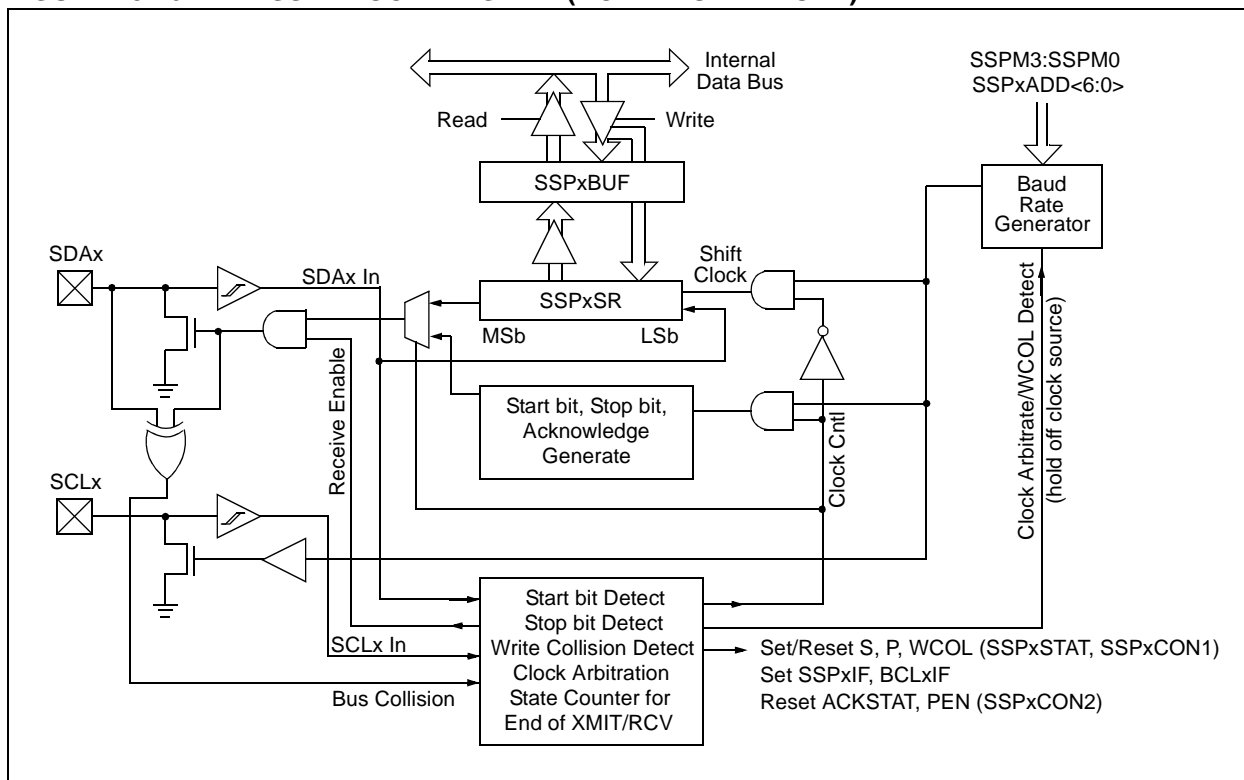 Internal
Data Bus
SSPM3:SSPM0
SSPxADD<6:0>
Read
Write
SSPxBUF
Baud
Rate
Generator
SDAx
SDAx In
Shift
Clock
SSPxSR
MSb
LSb
Start bit, Stop bit,
Acknowledge
Generate
Receive Enable
Clock Cntl
Clock Arbitrate/WCOL Detect
(hold off clock source)
SCLx
SCLx In
Bus Collision
Start bit Detect
Stop bit Detect
Write Collision Detect
Clock Arbitration
State Counter for
End of XMIT/RCV
Set/Reset S, P, WCOL (SSPxSTAT, SSPxCON1)
Set SSPxIF, BCLxIF
Reset ACKSTAT, PEN (SSPxCON2)